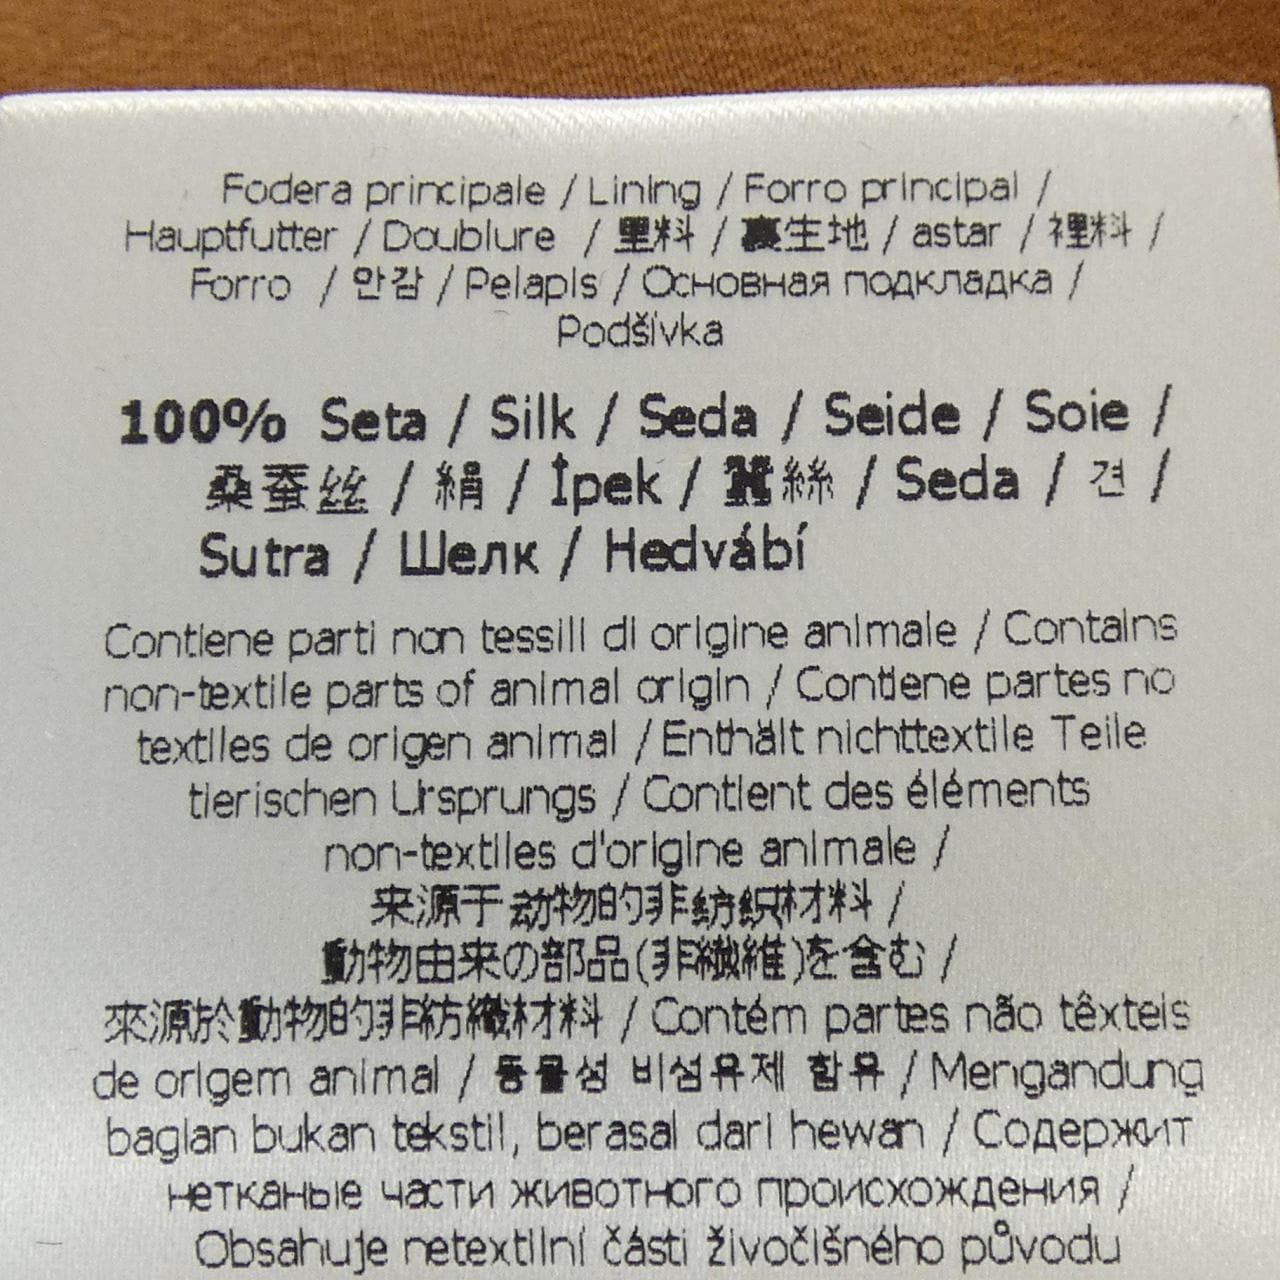 Fodera principale / Lining / Forro principal /
Hauptfutter / Doublure / 里料 / 裏生地 / astar / 裡料 /
Forro / 안감 / Pelapis / Основная подкладка /
Podšívka
100% Seta / Silk / Seda / Seide / Soie /
桑蚕丝 / 絹 / İpek / 蠶絲 / Seda / 견 /
Sutra / Шелк / Hedvábí
Contiene parti non tessili di origine animale / Contains
non-textile parts of animal origin / Contiene partes no
textiles de origen animal / Enthält nichttextile Teile
tierischen Ursprungs / Contient des éléments
non-textiles d'origine animale /
来源于动物的非纺织材料 /
動物由来の部品(非繊維)を含む /
來源於動物的非紡織材料 / Contém partes não têxteis
de origem animal / 동물성 비섬유제 함유 / Mengandung
bagian bukan tekstil, berasal dari hewan / Содержит
нетканые части животного происхождения /
Obsahuje netextilní části živočišného původu